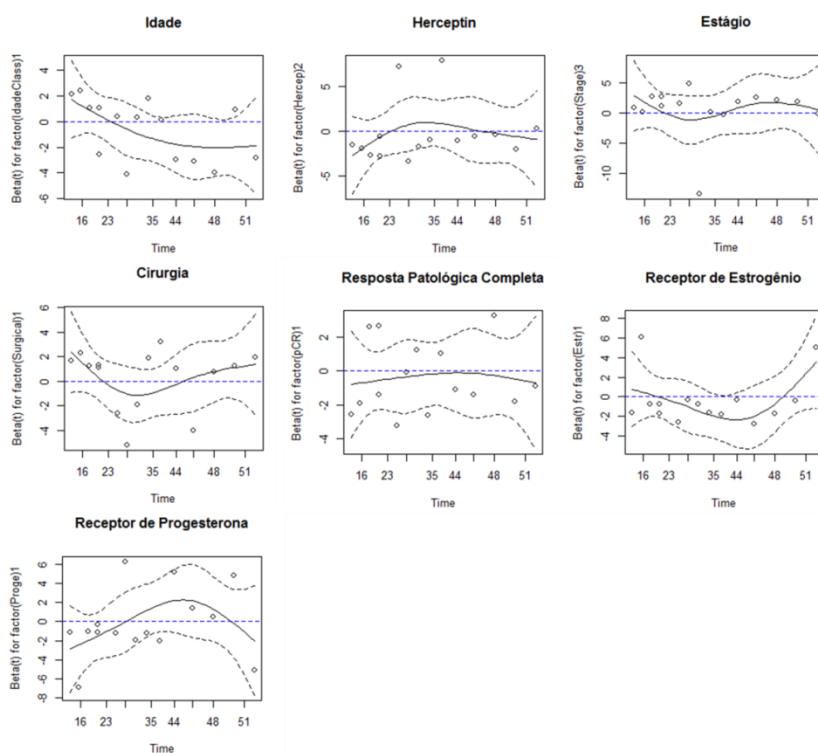 Idade
Beta(t) for factor(IdadeClass)1
4
2
0
-2
-4
-6
16 23 35 44 48 51
Time
Herceptin
Beta(t) for factor(Hercep)2
5
0
-5
16 23 35 44 48 51
Time
Estágio
Beta(t) for factor(Stage)3
5
0
-5
-10
16 23 35 44 48 51
Time
Cirurgia
Beta(t) for factor(Surgical)1
6
4
2
0
-2
-4
16 23 35 44 48 51
Time
Resposta Patológica Completa
Beta(t) for factor(pCR)1
2
0
-2
-4
16 23 35 44 48 51
Time
Receptor de Estrogênio
Beta(t) for factor(Estr)1
8
6
4
2
0
-2
-4
16 23 35 44 48 51
Time
Receptor de Progesterona
Beta(t) for factor(Proge)1
6
4
2
0
-2
-4
-6
-8
16 23 35 44 48 51
Time